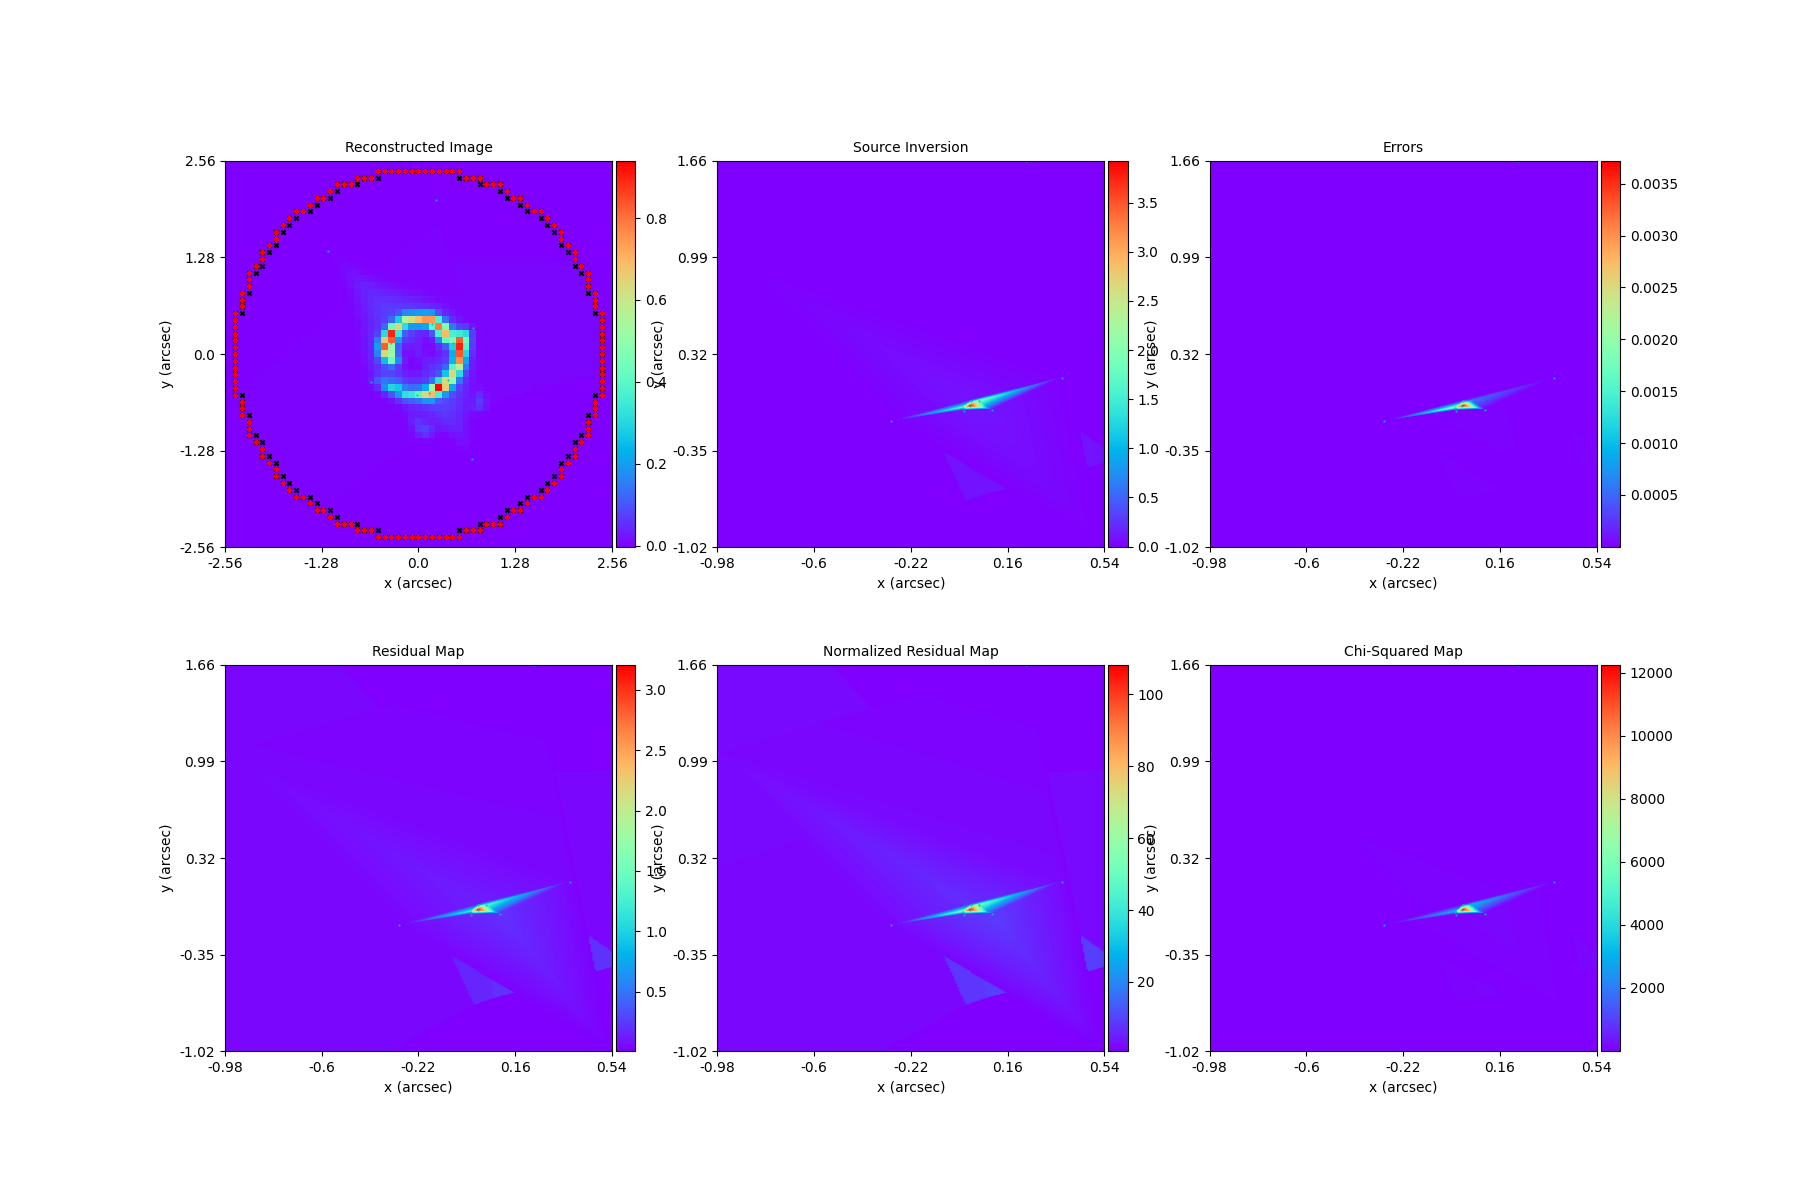 Reconstructed Image
2.56
1.28
0.0
-1.28
-2.56
y (arcsec)
-2.56 -1.28 0.0 1.28 2.56
x (arcsec)
0.8
0.6
0.4
0.2
0.0
Source Inversion
1.66
0.99
0.32
-0.35
-1.02
y (arcsec)
-0.98 -0.6 -0.22 0.16 0.54
x (arcsec)
3.5
3.0
2.5
2.0
1.5
1.0
0.5
0.0
Errors
1.66
0.99
0.32
-0.35
-1.02
y (arcsec)
-0.98 -0.6 -0.22 0.16 0.54
x (arcsec)
0.0035
0.0030
0.0025
0.0020
0.0015
0.0010
0.0005
Residual Map
1.66
0.99
0.32
-0.35
-1.02
y (arcsec)
-0.98 -0.6 -0.22 0.16 0.54
x (arcsec)
3.0
2.5
2.0
1.5
1.0
0.5
Normalized Residual Map
1.66
0.99
0.32
-0.35
-1.02
y (arcsec)
-0.98 -0.6 -0.22 0.16 0.54
x (arcsec)
100
80
60
40
20
Chi-Squared Map
1.66
0.99
0.32
-0.35
-1.02
y (arcsec)
-0.98 -0.6 -0.22 0.16 0.54
x (arcsec)
12000
10000
8000
6000
4000
2000